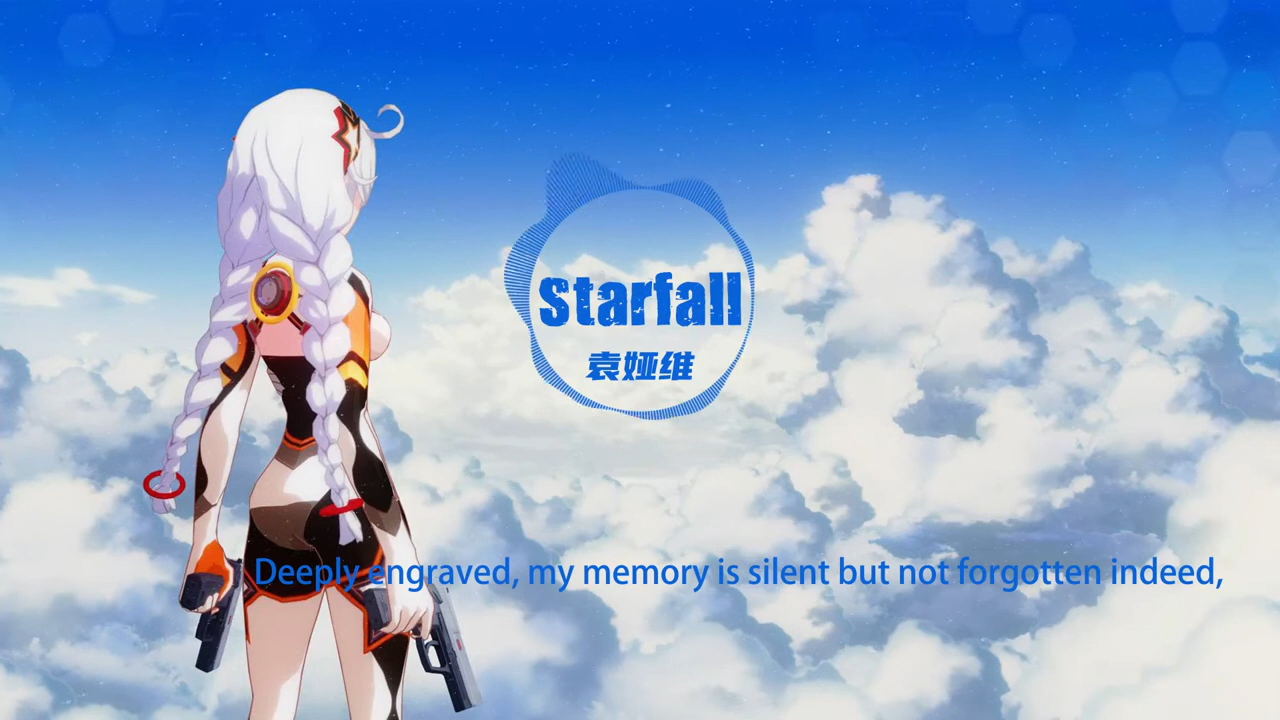 Starfall
袁娅维
Deeply engraved, my memory is silent but not forgotten indeed,